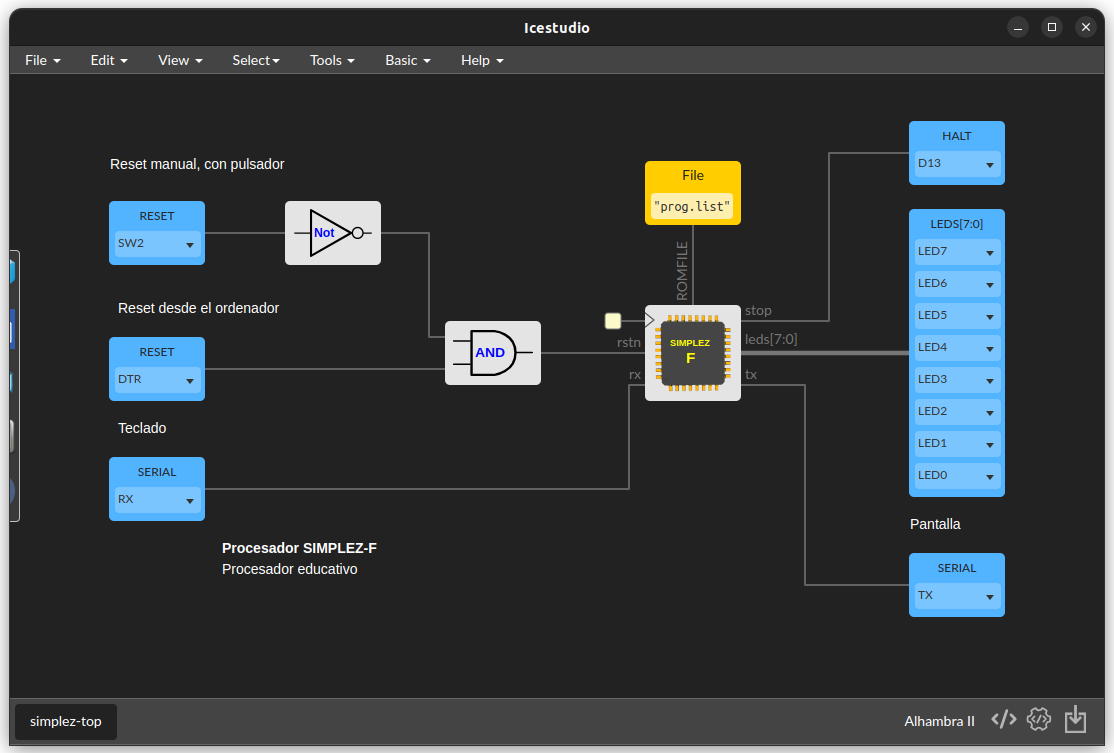 Icestudio
File Edit View Select Tools Basic Help
Reset manual, con pulsador
RESET
SW2
Not
Reset desde el ordenador
RESET
DTR
AND
Teclado
SERIAL
RX
Procesador SIMPLEZ-F
Procesador educativo
File
"prog.list"
ROMFILE
rstn
rx
SIMPLEZ
F
stop
leds[7:0]
tx
HALT
D13
LEDS[7:0]
LED7
LED6
LED5
LED4
LED3
LED2
LED1
LED0
Pantalla
SERIAL
TX
simplez-top
Alhambra II